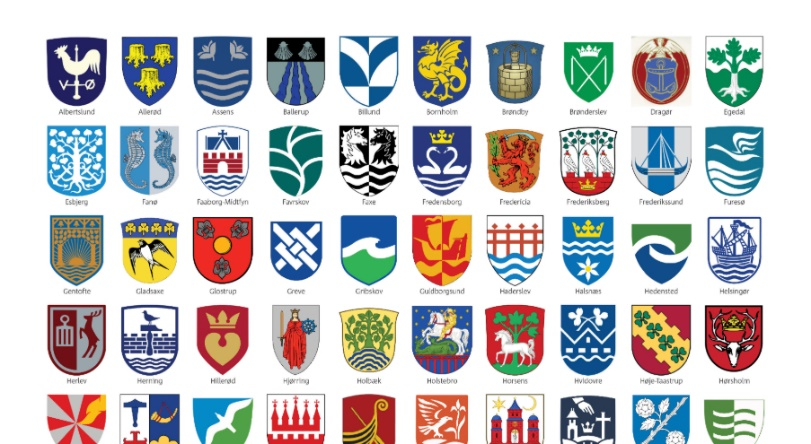 V Ø
Albertslund Allerød Assens Ballerup Billund Bornholm Brøndby Brønderslev Dragør Egedal
Esbjerg Fanø Faaborg-Midtfyn Favrskov Faxe Fredensborg Fredericia Frederiksberg Frederikssund Furesø
Gentofte Gladsaxe Glostrup Greve Gribskov Guldborgsund Haderslev Halsnæs Hedensted Helsingør
Herlev Herning Hillerød Hjørring Holbæk Holstebro Horsens Hvidovre Høje-Taastrup Hørsholm